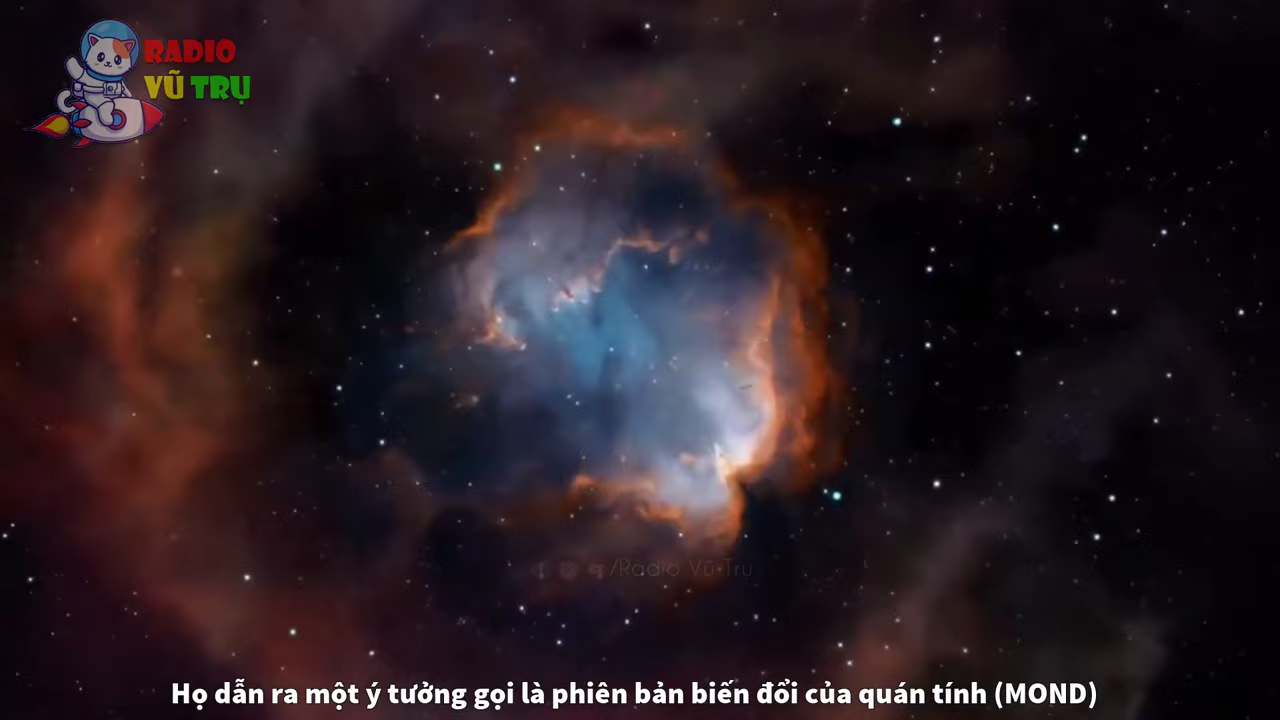 RADIO
VŨ TRỤ
/Radio Vũ Trụ
Họ dẫn ra một ý tưởng gọi là phiên bản biến đổi của quán tính (MOND)